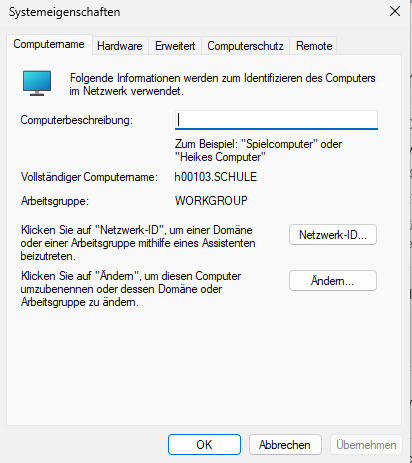 Systemeigenschaften
Computername Hardware Erweitert Computerschutz Remote
Folgende Informationen werden zum Identifizieren des Computers
im Netzwerk verwendet.
Computerbeschreibung:
Zum Beispiel: "Spielcomputer" oder
"Heikes Computer"
Vollständiger Computername: h00103.SCHULE
Arbeitsgruppe: WORKGROUP
Klicken Sie auf "Netzwerk-ID", um einer Domäne
oder einer Arbeitsgruppe mithilfe eines Assistenten
beizutreten.
Netzwerk-ID...
Klicken Sie auf "Ändern", um diesen Computer
umzubenennen oder dessen Domäne oder
Arbeitsgruppe zu ändern.
Ändern...
OK Abbrechen Übernehmen